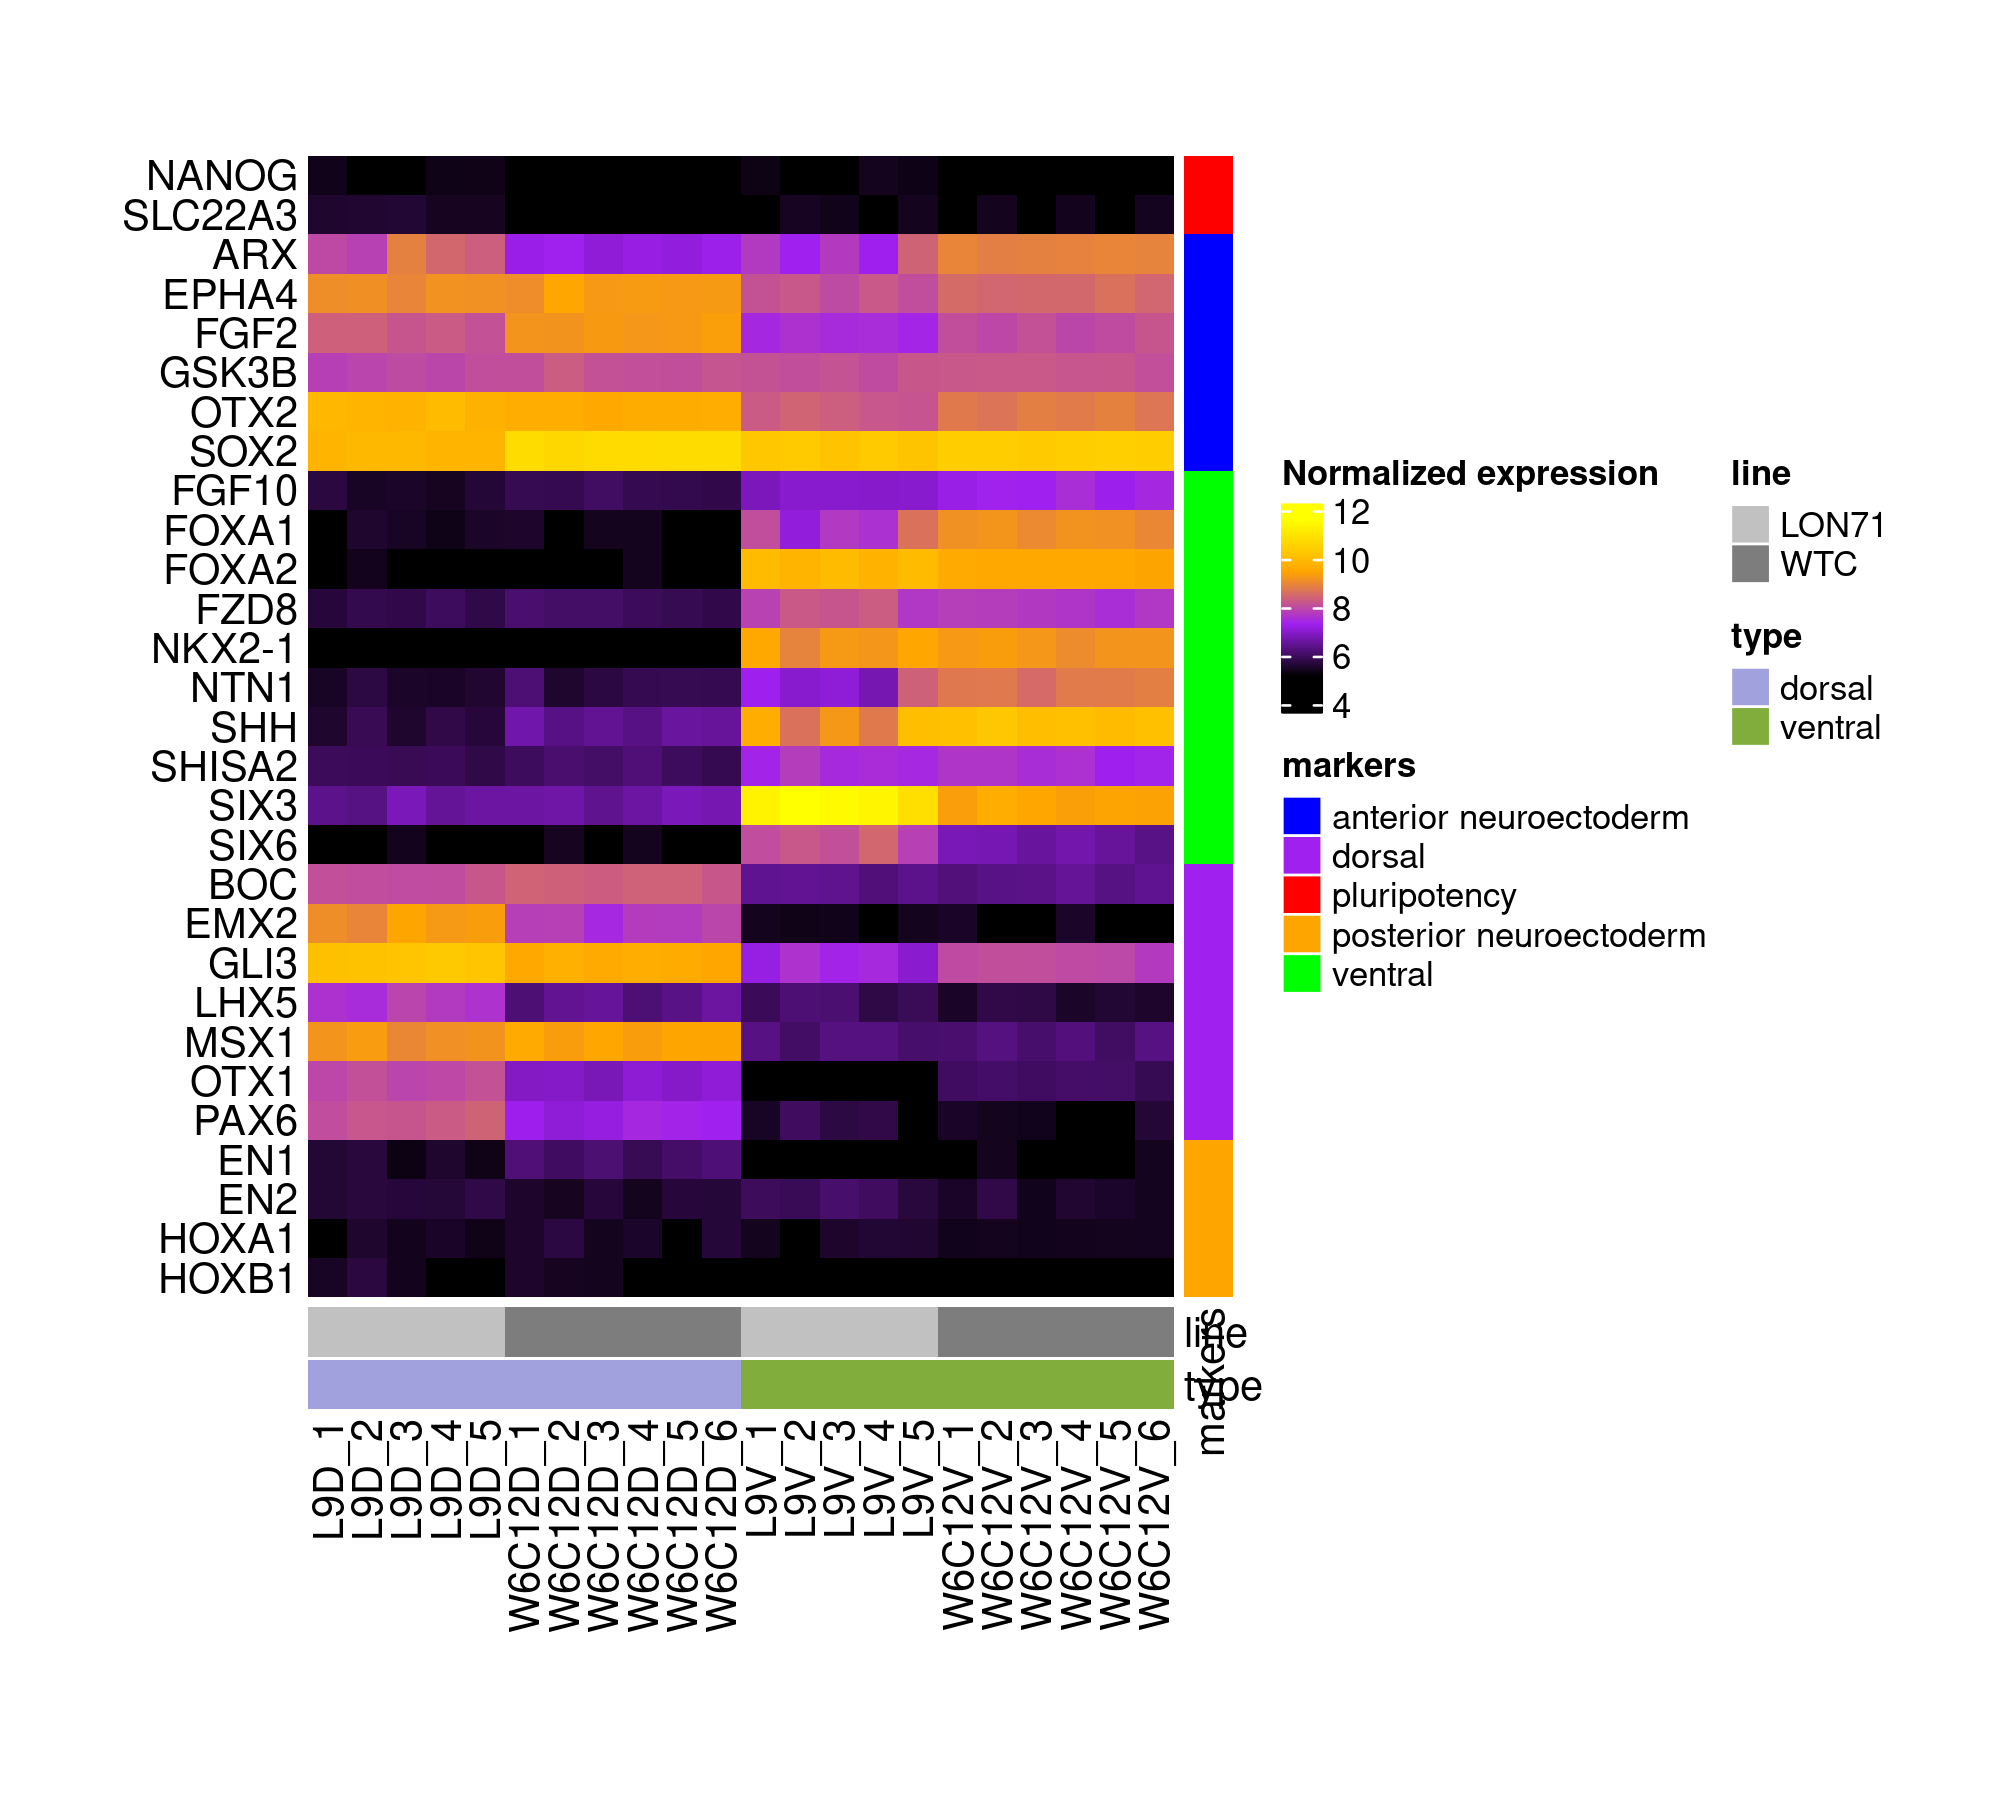 NANOG
SLC22A3
ARX
EPHA4
FGF2
GSK3B
OTX2
SOX2
FGF10
FOXA1
FOXA2
FZD8
NKX2-1
NTN1
SHH
SHISA2
SIX3
SIX6
BOC
EMX2
GLI3
LHX5
MSX1
OTX1
PAX6
EN1
EN2
HOXA1
HOXB1
line
type
markers
L9D_1
L9D_2
L9D_3
L9D_4
L9D_5
W6C12D_1
W6C12D_2
W6C12D_3
W6C12D_4
W6C12D_5
W6C12D_6
L9V_1
L9V_2
L9V_3
L9V_4
L9V_5
W6C12V_1
W6C12V_2
W6C12V_3
W6C12V_4
W6C12V_5
W6C12V_6
Normalized expression
12
10
8
6
4
markers
anterior neuroectoderm
dorsal
pluripotency
posterior neuroectoderm
ventral
line
LON71
WTC
type
dorsal
ventral